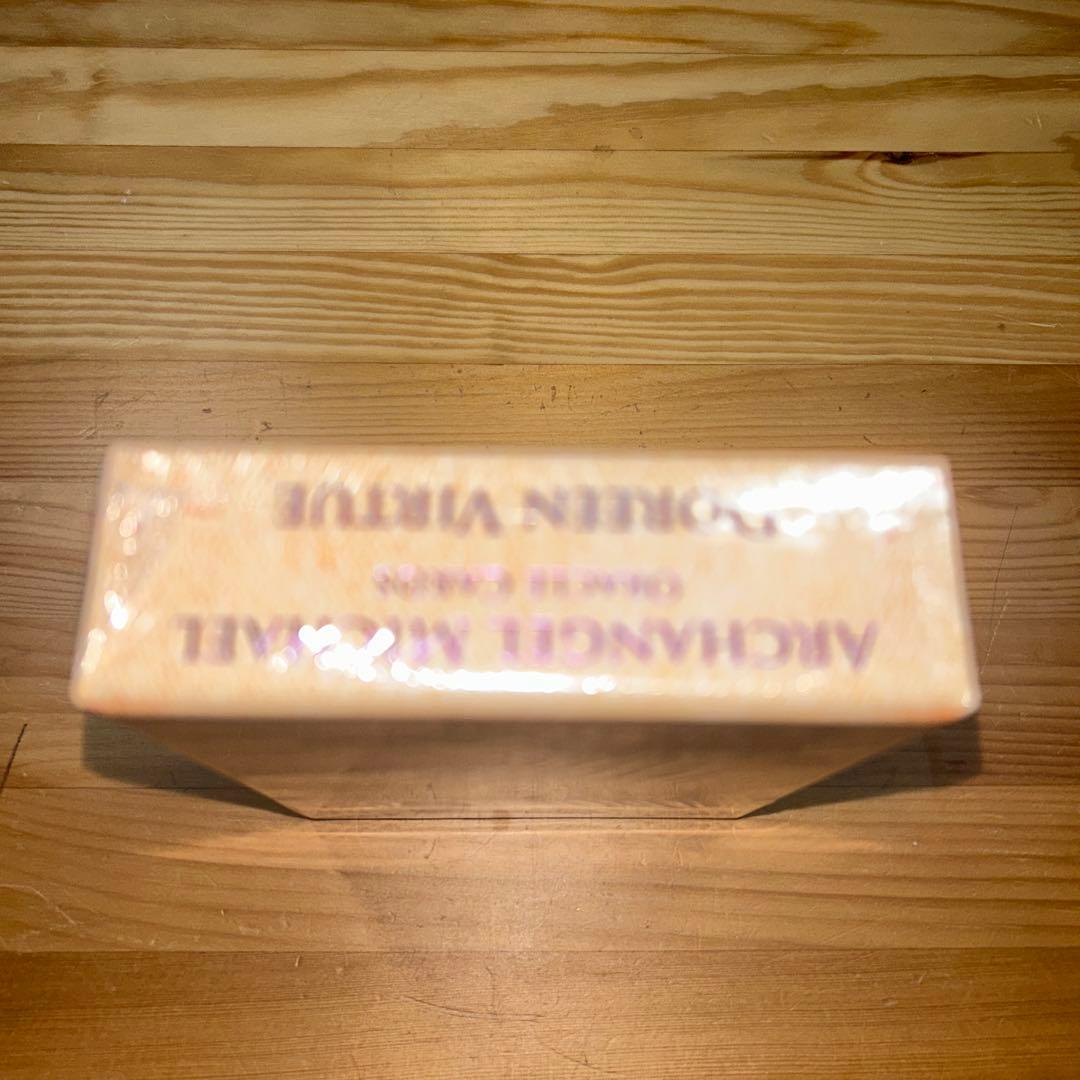 ARCHANGEL MICHAEL
ORACLE CARDS
DOREEN VIRTUE